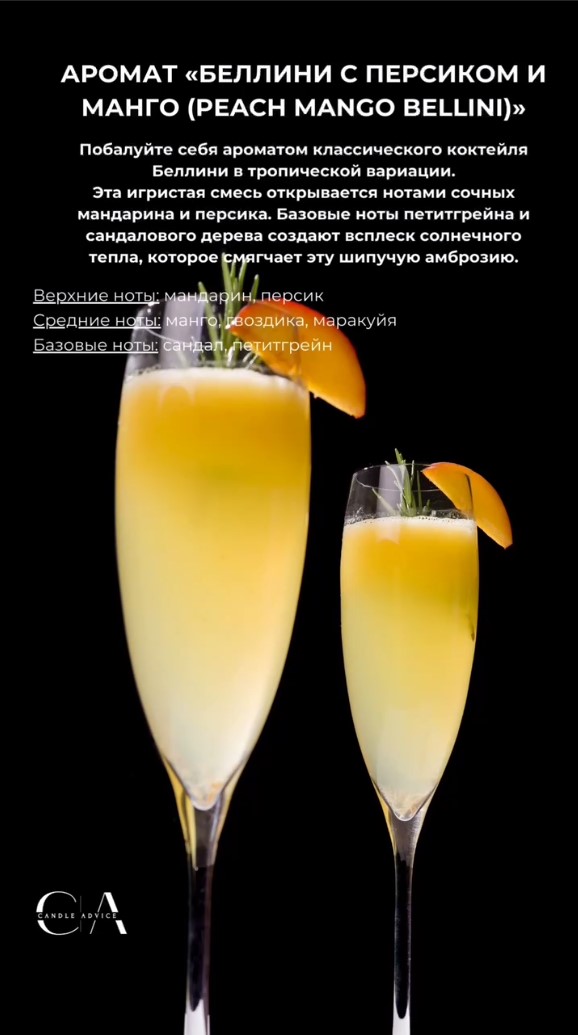 АРОМАТ «БЕЛЛИНИ С ПЕРСИКОМ И
МАНГО (PEACH MANGO BELLINI)»
Побалуйте себя ароматом классического коктейля
Беллини в тропической вариации.
Эта игристая смесь открывается нотами сочных
мандарина и персика. Базовые ноты петитгрейна и
сандалового дерева создают всплеск солнечного
тепла, которое смягчает эту шипучую амброзию.
Верхние ноты: мандарин, персик
Средние ноты: манго, гвоздика, маракуйя
Базовые ноты: сандал, петитгрейн
CA
CANDLE ADVICE